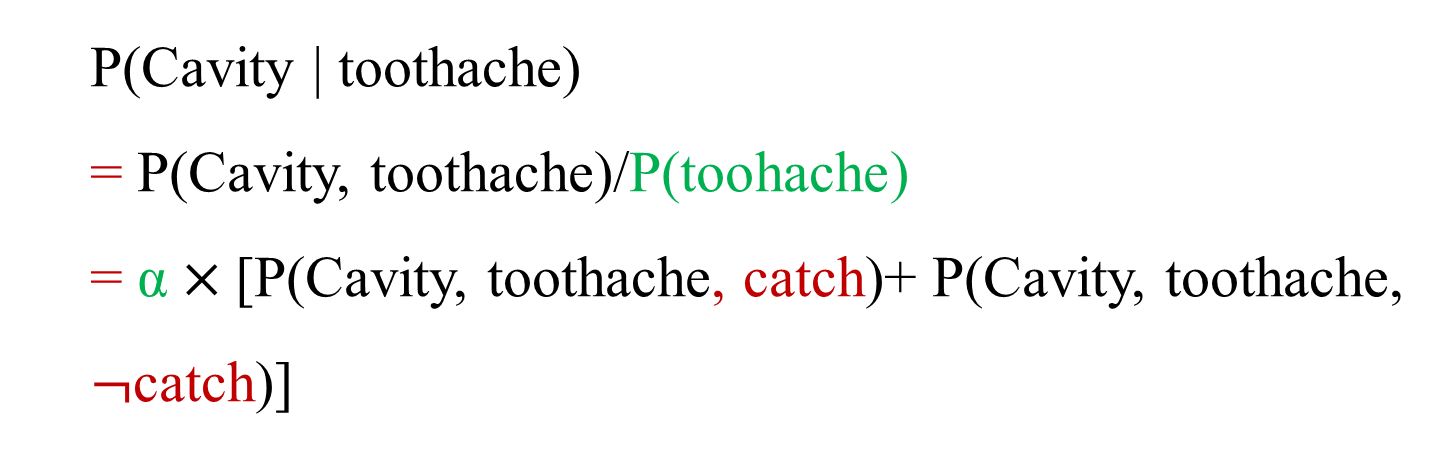 P(Cavity | toothache)
= P(Cavity, toothache)/P(toohache)
= α × [P(Cavity, toothache, catch)+ P(Cavity, toothache,
¬catch)]